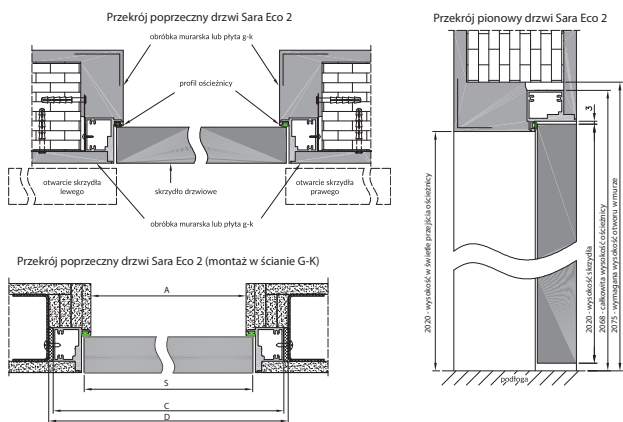 Przekrój poprzeczny drzwi Sara Eco 2
obróbka murarska lub płyta g-k
profil ościeżnicy
otwarcie skrzydła
lewego
skrzydło drzwiowe
otwarcie skrzydła
prawego
obróbka murarska lub płyta g-k
Przekrój poprzeczny drzwi Sara Eco 2 (montaż w ścianie G-K)
A
S
C
D
Przekrój pionowy drzwi Sara Eco 2
3
2020 - wysokość w świetle przejścia ościeżnicy
2020 - wysokość skrzydła
2068 - całkowita wysokość ościeżnicy
2075 - wymagana wysokość otworu w murze
podłoga